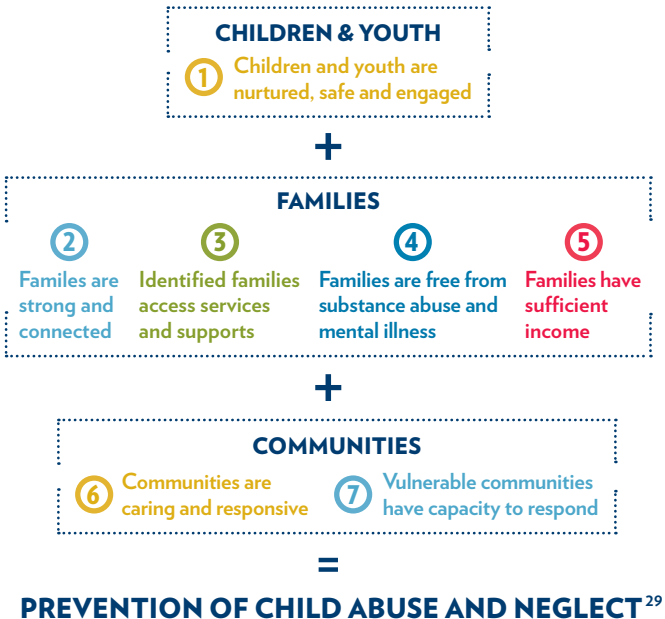 CHILDREN & YOUTH
1
Children and youth are
nurtured, safe and engaged
+
FAMILIES
2
Familes are
strong and
connected
3
Identified families
access services
and supports
4
Families are free from
substance abuse and
mental illness
5
Families have
sufficient
income
+
COMMUNITIES
6
Communities are
caring and responsive
7
Vulnerable communities
have capacity to respond
=
PREVENTION OF CHILD ABUSE AND NEGLECT 29